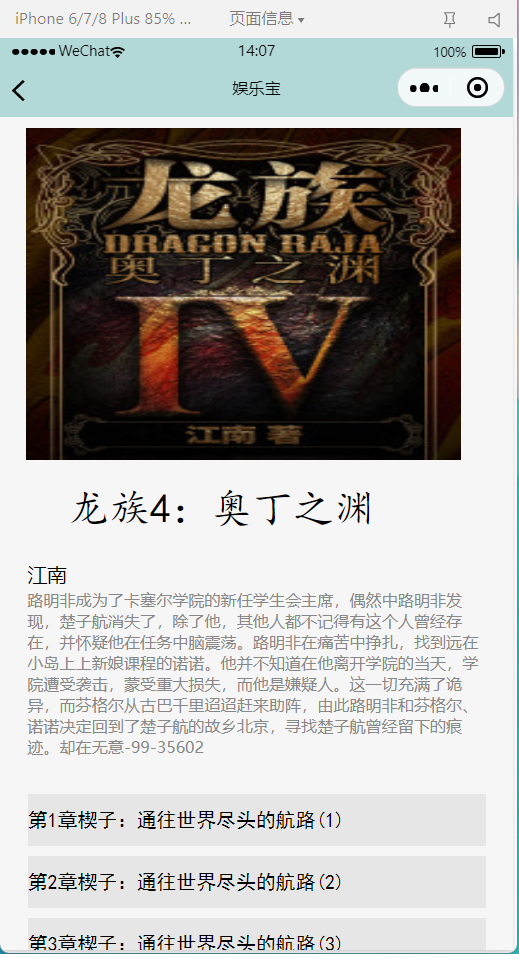 iPhone 6/7/8 Plus 85% ...
页面信息
WeChat
14:07
100%
娱乐宝
龙族
DRAGON RAJA
奥丁之渊
IV
江南 著
龙族4：奥丁之渊
江南
路明非成为了卡塞尔学院的新任学生会主席，偶然中路明非发
现，楚子航消失了，除了他，其他人都不记得有这个人曾经存
在，并怀疑他在任务中脑震荡。路明非在痛苦中挣扎，找到远在
小岛上上新娘课程的诺诺。他并不知道在他离开学院的当天，学
院遭受袭击，蒙受重大损失，而他是嫌疑人。这一切充满了诡
异，而芬格尔从古巴千里迢迢赶来助阵，由此路明非和芬格尔、
诺诺决定回到了楚子航的故乡北京，寻找楚子航曾经留下的痕
迹。却在无意-99-35602
第1章楔子：通往世界尽头的航路(1)
第2章楔子：通往世界尽头的航路(2)
第3章楔子：通往世界尽头的航路(3)